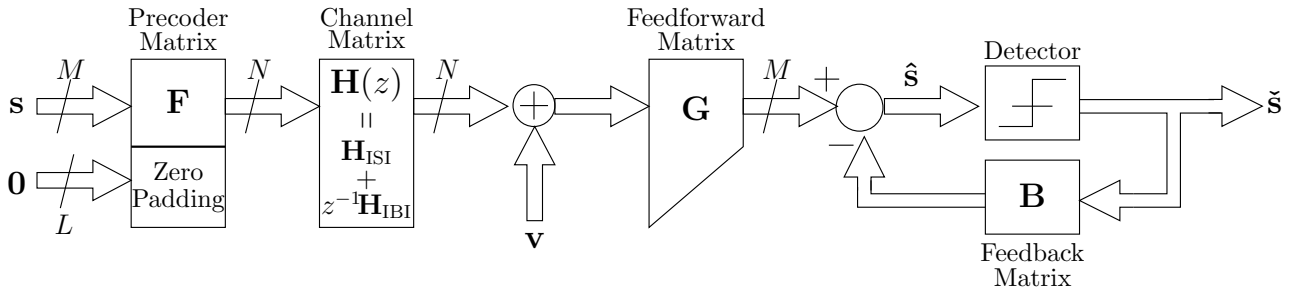 Precoder
Matrix
Channel
Matrix
Feedforward
Matrix
Detector
s
M
F
N
H(z)
=
H_ISI
+
z^{-1}H_IBI
N
+
G
M
+
−
ŝ
š
0
L
Zero
Padding
v
B
Feedback
Matrix